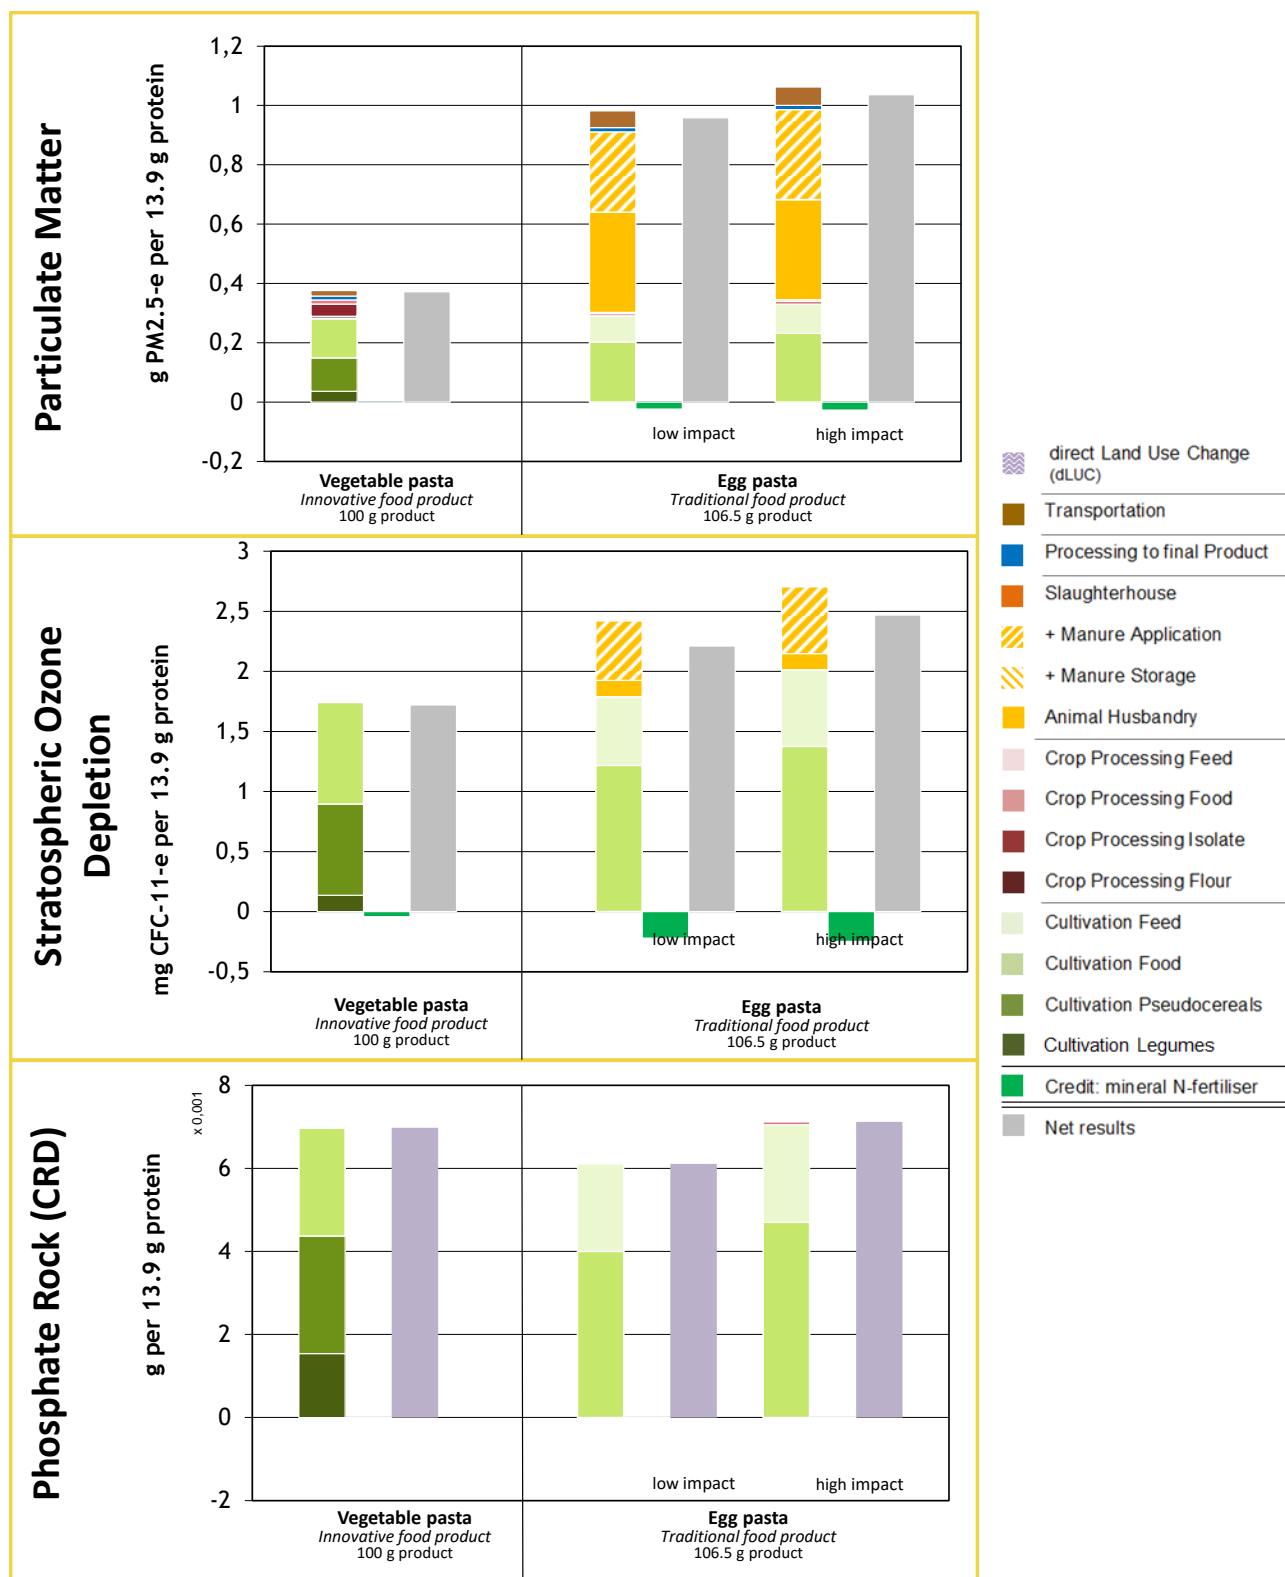 Particulate Matter
g PM2.5-e per 13.9 g protein
1,2
1
0,8
0,6
0,4
0,2
0
-0,2
low impact
high impact
Vegetable pasta
Innovative food product
100 g product
Egg pasta
Traditional food product
106.5 g product
Stratospheric Ozone
Depletion
mg CFC-11-e per 13.9 g protein
3
2,5
2
1,5
1
0,5
0
-0,5
low impact
high impact
Vegetable pasta
Innovative food product
100 g product
Egg pasta
Traditional food product
106.5 g product
Phosphate Rock (CRD)
g per 13.9 g protein
x 0,001
8
6
4
2
0
-2
low impact
high impact
Vegetable pasta
Innovative food product
100 g product
Egg pasta
Traditional food product
106.5 g product
direct Land Use Change
(dLUC)
Transportation
Processing to final Product
Slaughterhouse
+ Manure Application
+ Manure Storage
Animal Husbandry
Crop Processing Feed
Crop Processing Food
Crop Processing Isolate
Crop Processing Flour
Cultivation Feed
Cultivation Food
Cultivation Pseudocereals
Cultivation Legumes
Credit: mineral N-fertiliser
Net results